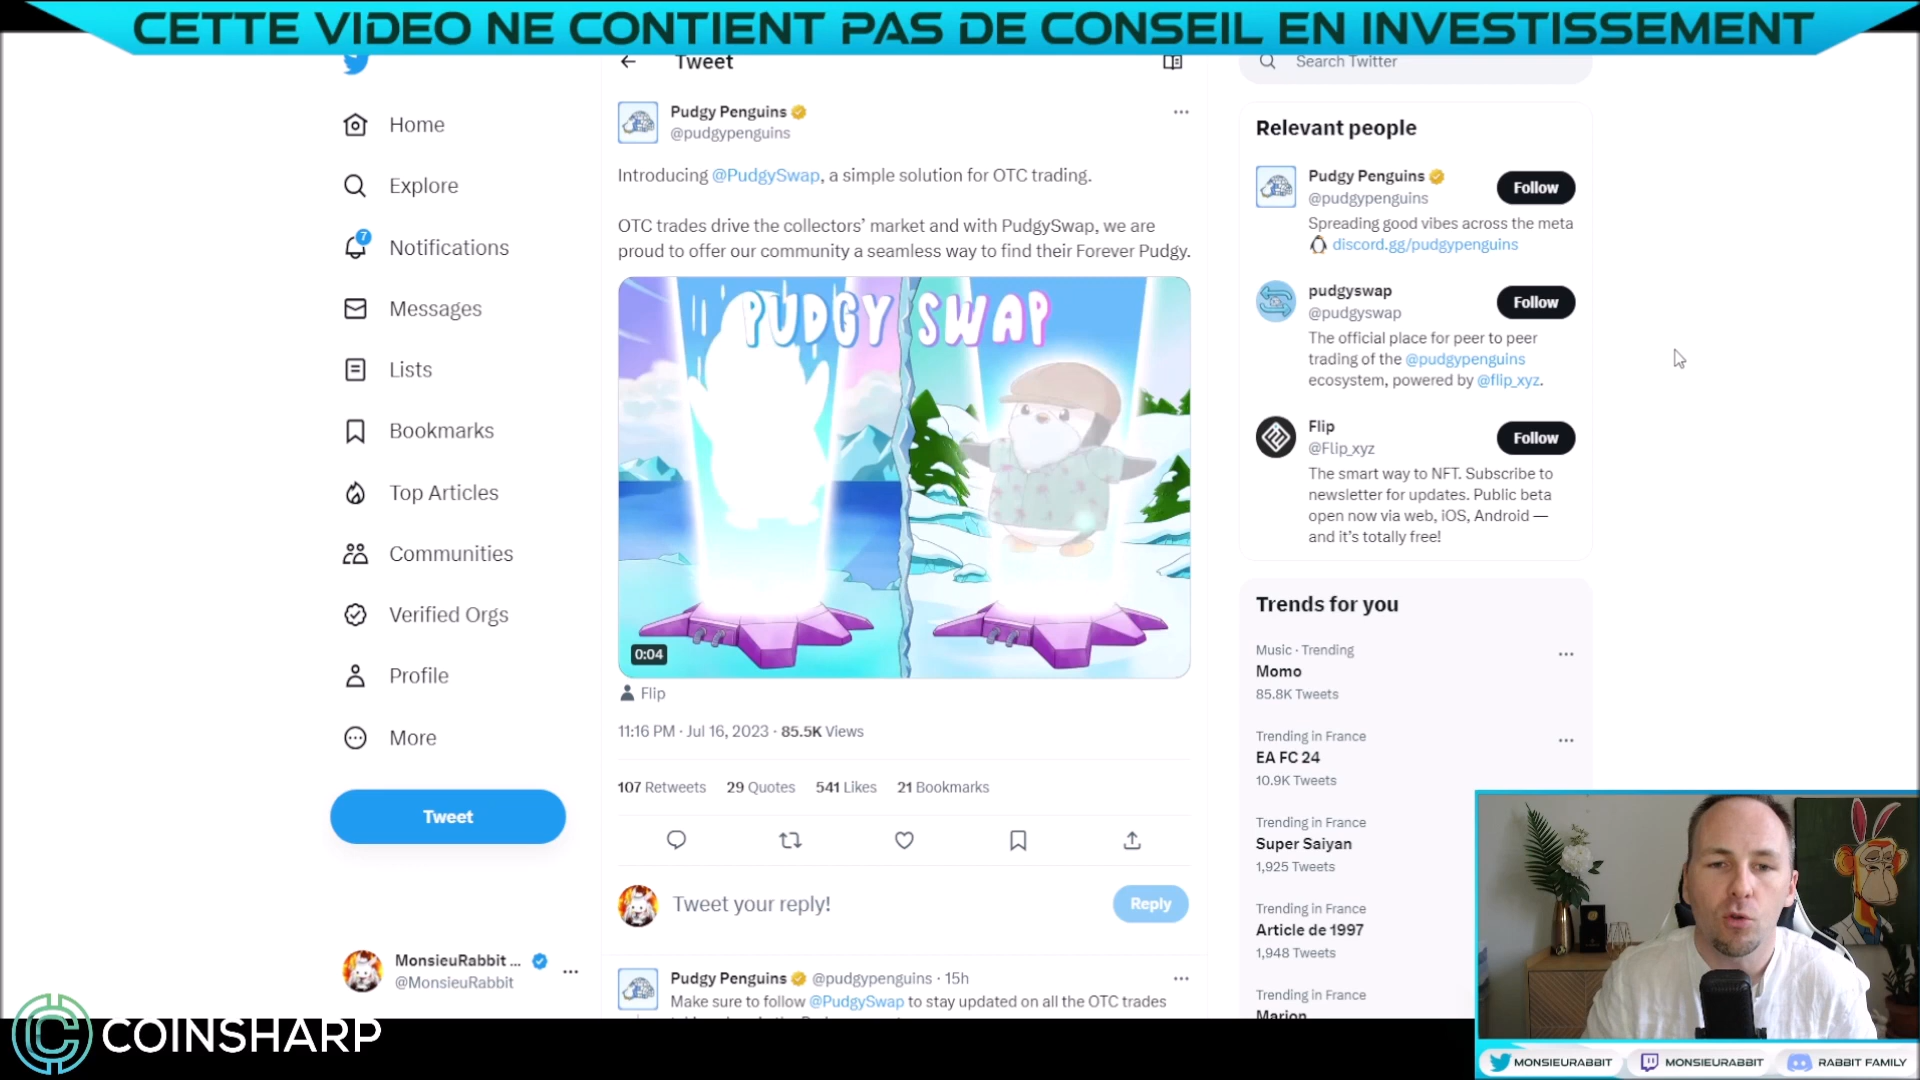 CETTE VIDEO NE CONTIENT PAS DE CONSEIL EN INVESTISSEMENT
Home
Explore
7
Notifications
Messages
Lists
Bookmarks
Top Articles
Communities
Verified Orgs
Profile
More
Tweet
MonsieuRabbit ...
@MonsieuRabbit
Tweet
Pudgy Penguins
@pudgypenguins
Introducing @PudgySwap, a simple solution for OTC trading.
OTC trades drive the collectors’ market and with PudgySwap, we are
proud to offer our community a seamless way to find their Forever Pudgy.
PUDGY SWAP
0:04
Flip
11:16 PM · Jul 16, 2023 · 85.5K Views
107 Retweets 29 Quotes 541 Likes 21 Bookmarks
Tweet your reply!
Reply
Pudgy Penguins @pudgypenguins · 15h
Make sure to follow @PudgySwap to stay updated on all the OTC trades
Search Twitter
Relevant people
Pudgy Penguins
@pudgypenguins
Follow
Spreading good vibes across the meta
discord.gg/pudgypenguins
pudgyswap
@pudgyswap
Follow
The official place for peer to peer
trading of the @pudgypenguins
ecosystem, powered by @flip_xyz.
Flip
@Flip_xyz
Follow
The smart way to NFT. Subscribe to
newsletter for updates. Public beta
open now via web, iOS, Android —
and it’s totally free!
Trends for you
Music · Trending
Momo
85.8K Tweets
Trending in France
EA FC 24
10.9K Tweets
Trending in France
Super Saiyan
1,925 Tweets
Trending in France
Article de 1997
1,948 Tweets
Trending in France
Marion
COINSHARP
MONSIEURABBIT
MONSIEURABBIT
RABBIT FAMILY